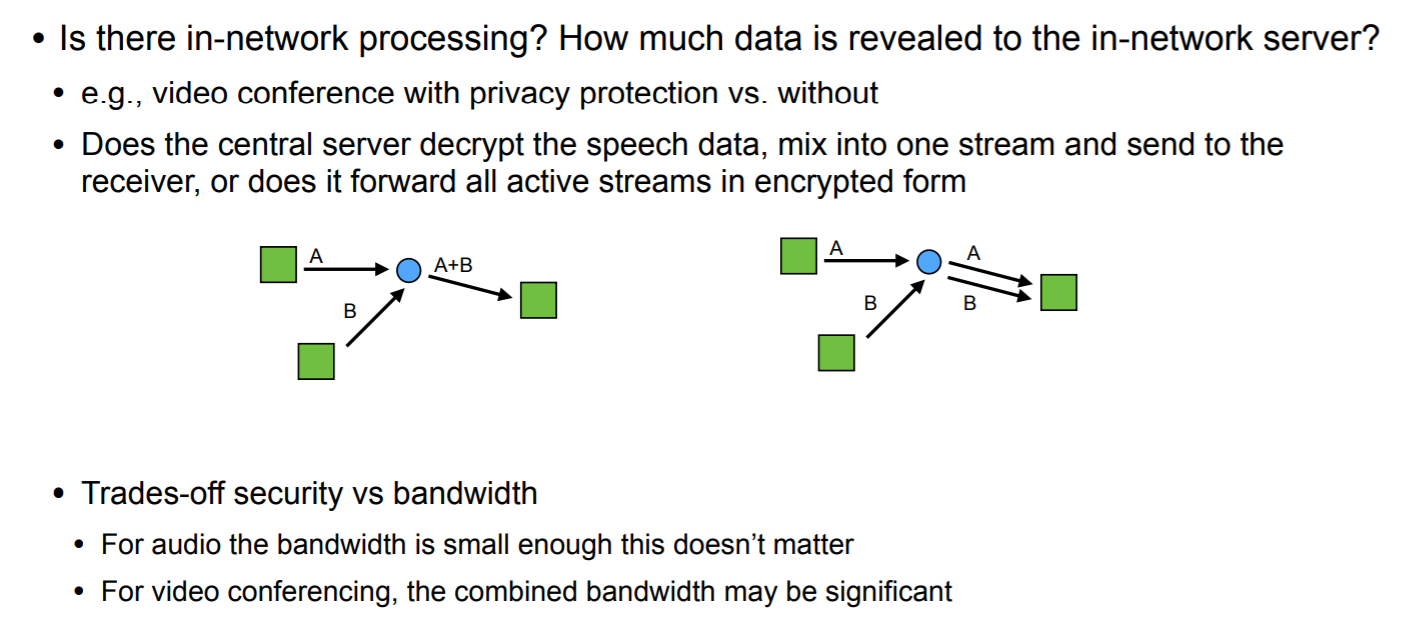 • Is there in-network processing? How much data is revealed to the in-network server?
• e.g., video conference with privacy protection vs. without
• Does the central server decrypt the speech data, mix into one stream and send to the
receiver, or does it forward all active streams in encrypted form
A
A+B
B
A
A
B
B
• Trades-off security vs bandwidth
• For audio the bandwidth is small enough this doesn’t matter
• For video conferencing, the combined bandwidth may be significant